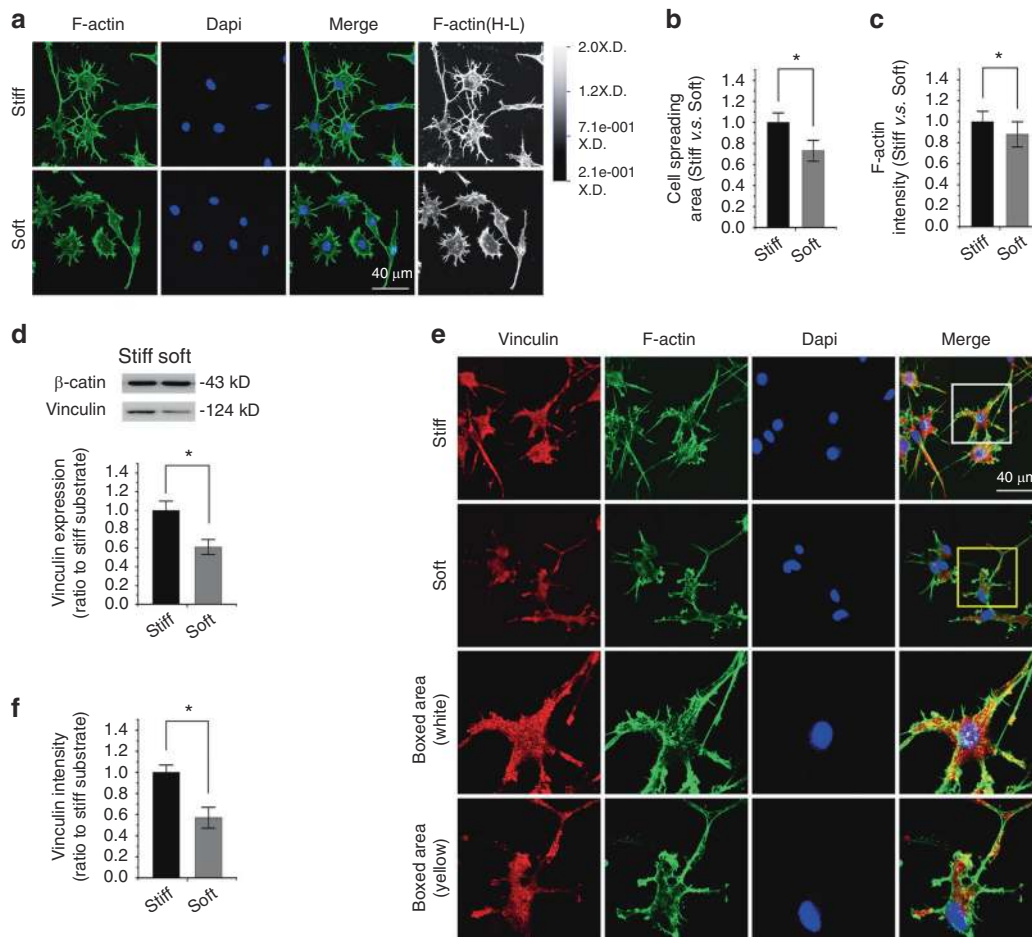 a
F-actin Dapi Merge F-actin(H-L)
Stiff
Soft
40 μm
2.0X.D.
1.2X.D.
7.1e-001
X.D.
2.1e-001
X.D.
b
Cell spreading
area (Stiff v.s. Soft)
1.4
1.2
1.0
0.8
0.6
0.4
0.2
0.0
*
Stiff Soft
c
F-actin
intensity (Stiff v.s. Soft)
1.4
1.2
1.0
0.8
0.6
0.4
0.2
0.0
*
Stiff Soft
d
Stiff soft
β-catin -43 kD
Vinculin -124 kD
Vinculin expression
(ratio to stiff substrate)
1.4
1.2
1.0
0.8
0.6
0.4
0.2
0.0
*
Stiff Soft
e
Vinculin F-actin Dapi Merge
Stiff
40 μm
Soft
Boxed area
(white)
Boxed area
(yellow)
f
Vinculin intensity
(ratio to stiff substrate)
1.4
1.2
1.0
0.8
0.6
0.4
0.2
0.0
*
Stiff Soft